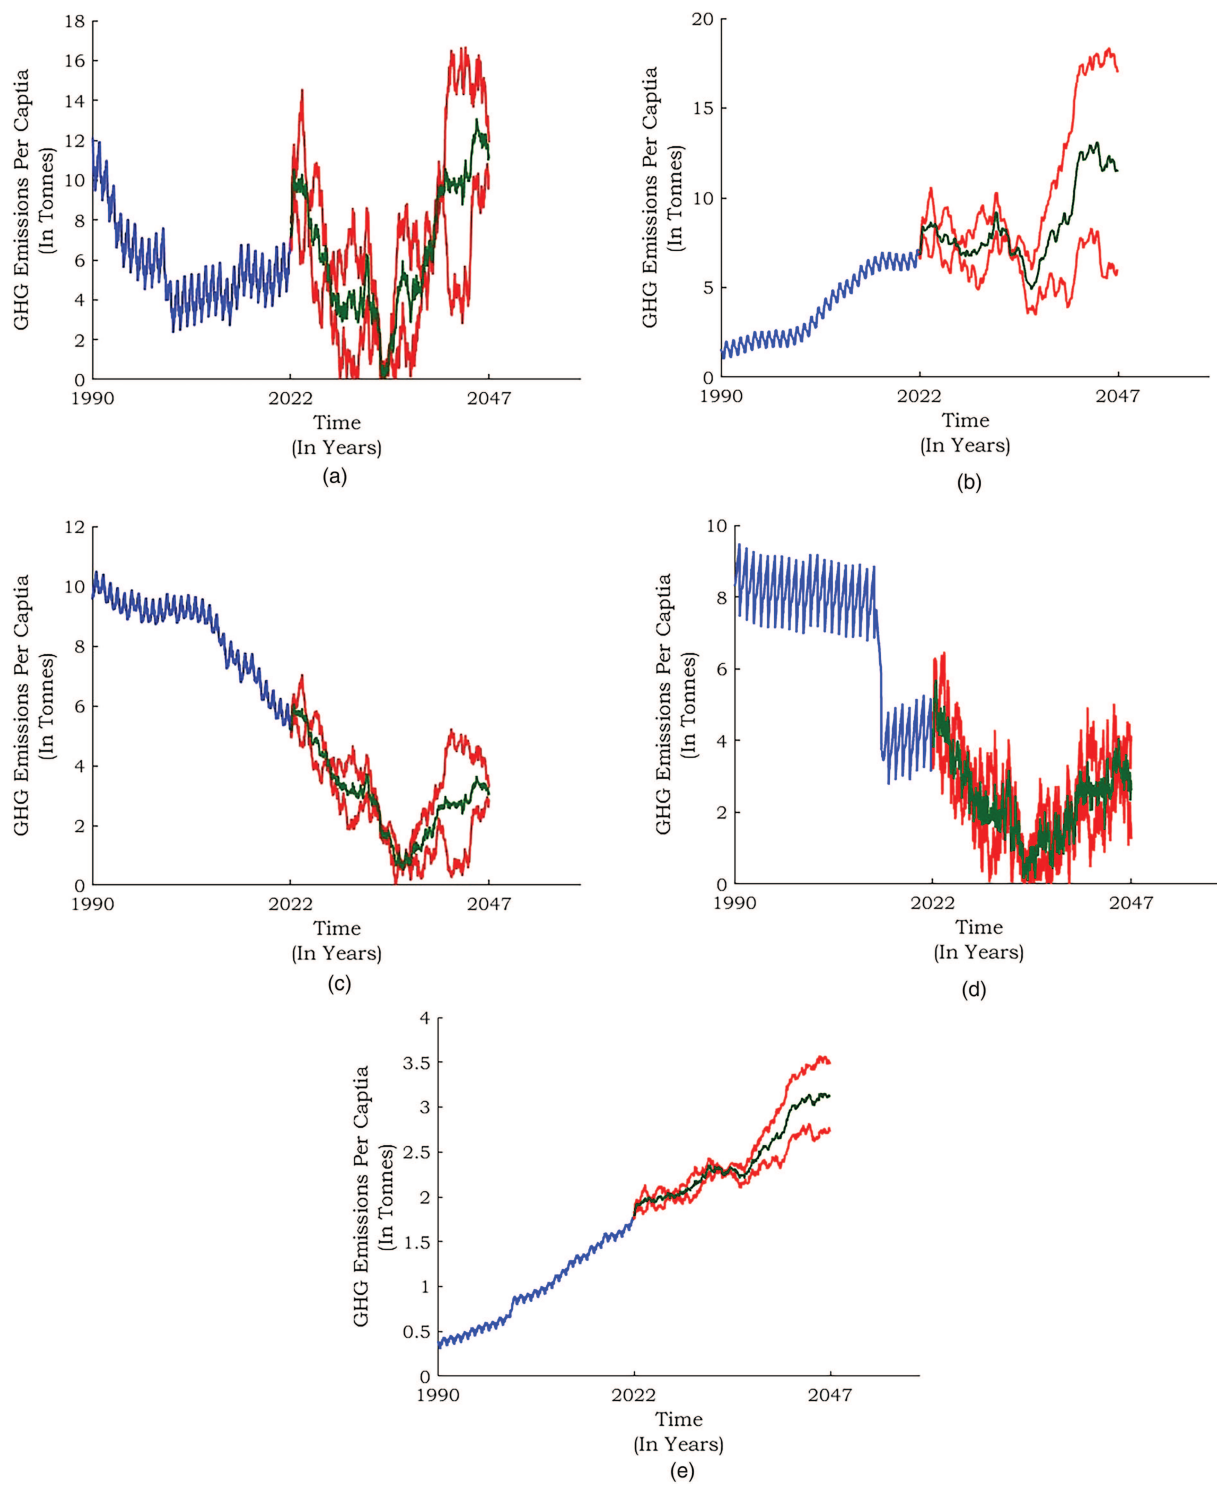 GHG Emissions Per Captia
(In Tonnes)
18
16
14
12
10
8
6
4
2
0
1990
2022
2047
Time
(In Years)
(a)
GHG Emissions Per Captia
(In Tonnes)
20
15
10
5
0
1990
2022
2047
Time
(In Years)
(b)
GHG Emissions Per Captia
(In Tonnes)
12
10
8
6
4
2
0
1990
2022
2047
Time
(In Years)
(c)
GHG Emissions Per Captia
(In Tonnes)
10
8
6
4
2
0
1990
2022
2047
Time
(In Years)
(d)
GHG Emissions Per Captia
(In Tonnes)
4
3.5
3
2.5
2
1.5
1
0.5
0
1990
2022
2047
Time
(In Years)
(e)